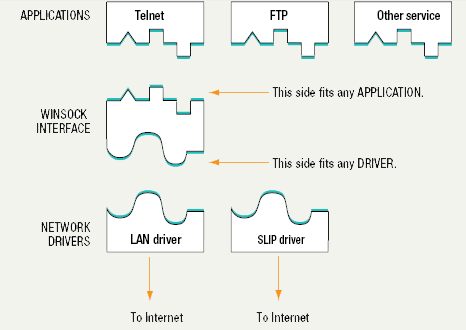 APPLICATIONS
Telnet
FTP
Other service
This side fits any APPLICATION.
WINSOCK
INTERFACE
This side fits any DRIVER.
NETWORK
DRIVERS
LAN driver
SLIP driver
To Internet
To Internet